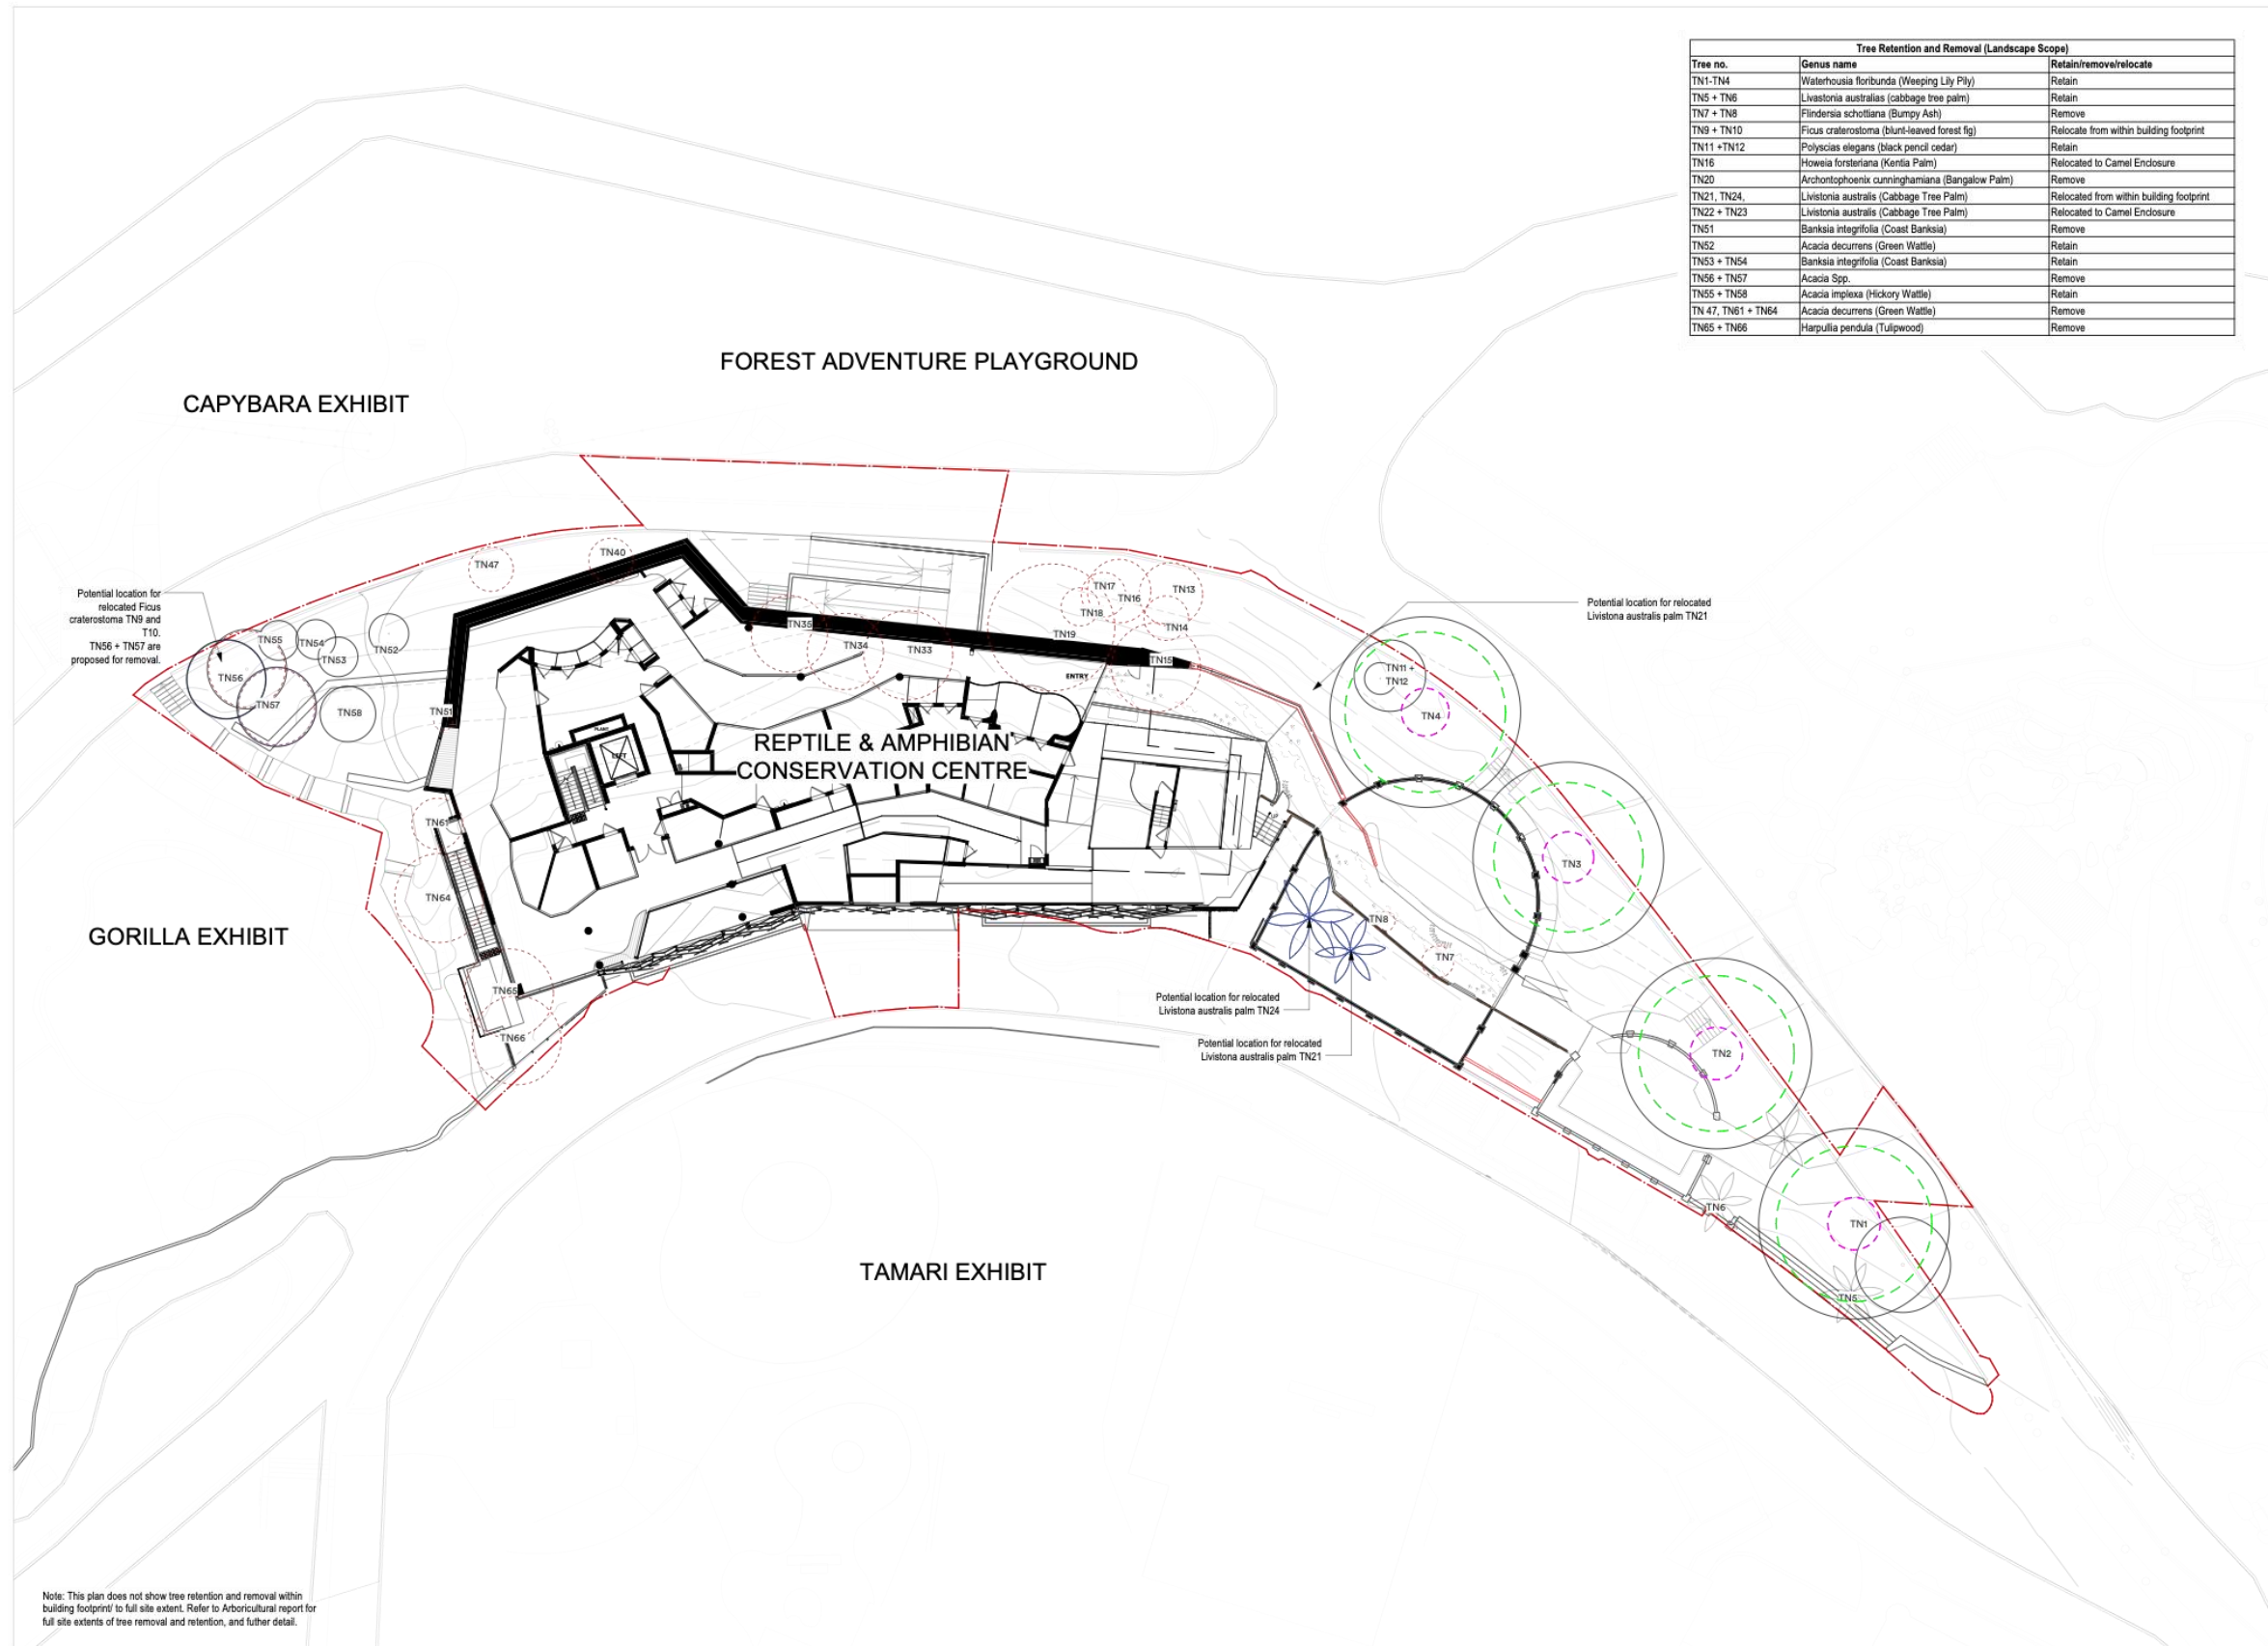 Tree Retention and Removal (Landscape Scope)
Tree no. Genus name Retain/remove/relocate
TN1-TN4 Waterhousia floribunda (Weeping Lily Pily) Retain
TN5 + TN6 Livastonia australias (cabbage tree palm) Retain
TN7 + TN8 Flindersia schottiana (Bumpy Ash) Remove
TN9 + TN10 Ficus craterostoma (blunt-leaved forest fig) Relocate from within building footprint
TN11 +TN12 Polyscias elegans (black pencil cedar) Retain
TN16 Howeia forsteriana (Kentia Palm) Relocated to Camel Enclosure
TN20 Archontophoenix cunninghamiana (Bangalow Palm) Remove
TN21, TN24, Livistonia australis (Cabbage Tree Palm) Relocated from within building footprint
TN22 + TN23 Livistonia australis (Cabbage Tree Palm) Relocated to Camel Enclosure
TN51 Banksia integrifolia (Coast Banksia) Remove
TN52 Acacia decurrens (Green Wattle) Retain
TN53 + TN54 Banksia integrifolia (Coast Banksia) Retain
TN56 + TN57 Acacia Spp. Remove
TN55 + TN58 Acacia implexa (Hickory Wattle) Retain
TN 47, TN61 + TN64 Acacia decurrens (Green Wattle) Remove
TN65 + TN66 Harpullia pendula (Tulipwood) Remove
FOREST ADVENTURE PLAYGROUND
CAPYBARA EXHIBIT
TN40
TN47
TN17
TN13
TN16
TN18
TN14
TN19
TN35
TN34
TN33
TN15
ENTRY
Potential location for
relocated Ficus
craterostoma TN9 and
T10.
TN56 + TN57 are
proposed for removal.
Potential location for relocated
Livistona australis palm TN21
TN55
TN54
TN53
TN52
TN56
TN57
TN58
TN51
TN11 +
TN12
TN4
PLANT
LIFT
REPTILE & AMPHIBIAN
CONSERVATION CENTRE
UP
TN61
TN3
TN64
TN8
TN7
GORILLA EXHIBIT
TN65
TN66
Potential location for relocated
Livistona australis palm TN24
Potential location for relocated
Livistona australis palm TN21
TN2
TN6
TN1
TN5
TAMARI EXHIBIT
Note: This plan does not show tree retention and removal within
building footprint/ to full site extent. Refer to Arboricultural report for
full site extents of tree removal and retention, and futher detail.